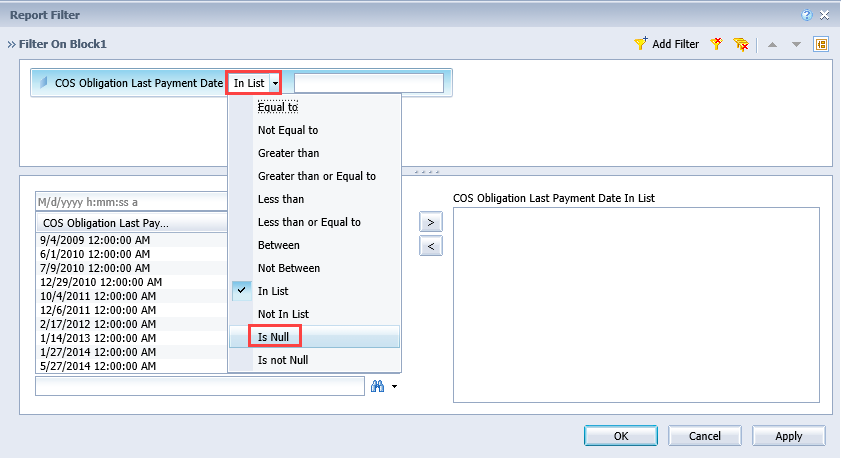 Report Filter
Filter On Block1
Add Filter
COS Obligation Last Payment Date In List
Equal to
Not Equal to
Greater than
Greater than or Equal to
Less than
Less than or Equal to
Between
Not Between
In List
Not In List
Is Null
Is not Null
M/d/yyyy h:mm:ss a
COS Obligation Last Pay...
9/4/2009 12:00:00 AM
6/1/2010 12:00:00 AM
7/9/2010 12:00:00 AM
12/29/2010 12:00:00 AM
10/4/2011 12:00:00 AM
12/6/2011 12:00:00 AM
2/17/2012 12:00:00 AM
1/14/2013 12:00:00 AM
1/27/2014 12:00:00 AM
5/27/2014 12:00:00 AM
>
<
COS Obligation Last Payment Date In List
OK Cancel Apply